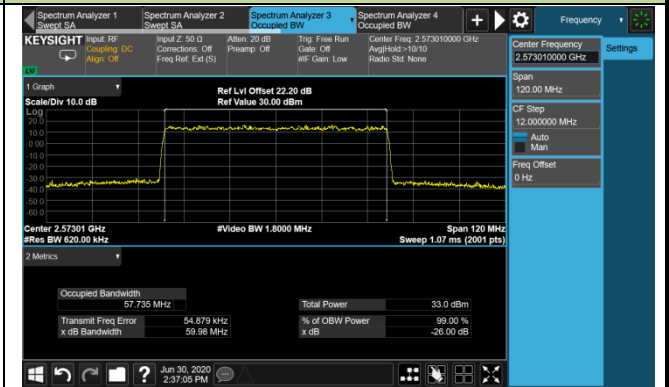 Spectrum Analyzer 1
Swept SA
Spectrum Analyzer 2
Swept SA
Spectrum Analyzer 3
Occupied BW
Spectrum Analyzer 4
Occupied BW
+
Frequency
KEYSIGHT
Input: RF
Coupling: DC
Align: Off
Input Z: 50 Ω
Corrections: Off
Freq Ref: Ext (S)
Atten: 20 dB
Preamp: Off
Trig: Free Run
Gate: Off
#IF Gain: Low
Center Freq: 2.573010000 GHz
Avg|Hold:>10/10
Radio Std: None
LV
Center Frequency
2.573010000 GHz
Settings
Span
120.00 MHz
CF Step
12.000000 MHz
Auto
Man
Freq Offset
0 Hz
1 Graph
Scale/Div 10.0 dB
Ref Lvl Offset 22.20 dB
Ref Value 30.00 dBm
Log
20.0
10.0
0.00
-10.0
-20.0
-30.0
-40.0
-50.0
-60.0
Center 2.57301 GHz
#Res BW 620.00 kHz
#Video BW 1.8000 MHz
Span 120 MHz
Sweep 1.07 ms (2001 pts)
2 Metrics
Occupied Bandwidth
57.735 MHz
Total Power
33.0 dBm
Transmit Freq Error
54.879 kHz
% of OBW Power
99.00 %
x dB Bandwidth
59.98 MHz
x dB
-26.00 dB
?
Jun 30, 2020
2:37:05 PM